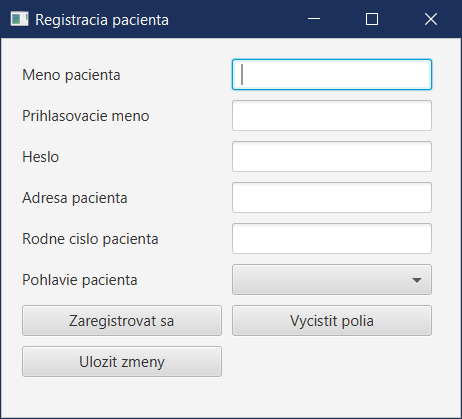 Registracia pacienta
Meno pacienta
Prihlasovacie meno
Heslo
Adresa pacienta
Rodne cislo pacienta
Pohlavie pacienta
Zaregistrovat sa Vycistit polia
Ulozit zmeny